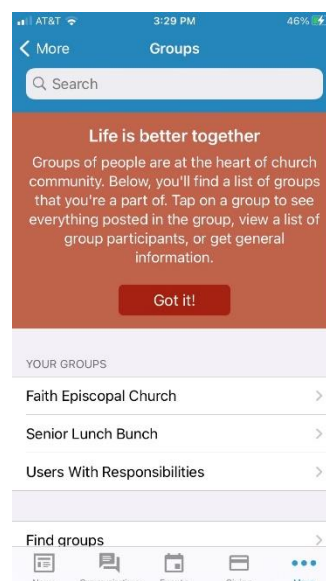 AT&T 3:29 PM 46%
More Groups
Search
Life is better together
Groups of people are at the heart of church
community. Below, you'll find a list of groups
that you're a part of. Tap on a group to see
everything posted in the group, view a list of
group participants, or get general
information.
Got it!
YOUR GROUPS
Faith Episcopal Church
Senior Lunch Bunch
Users With Responsibilities
Find groups